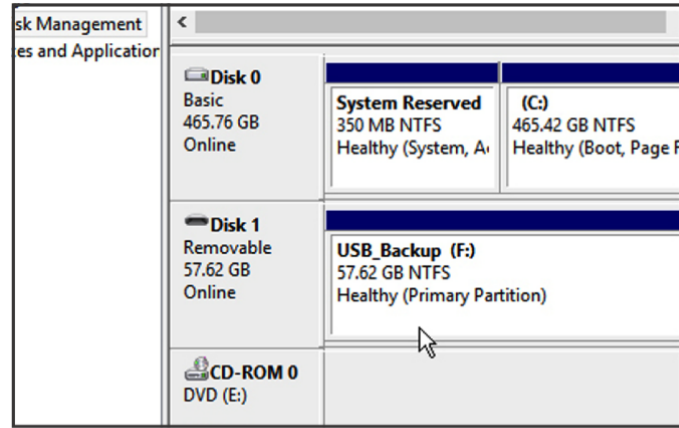 sk Management
es and Application
Disk 0
Basic
465.76 GB
Online
System Reserved
350 MB NTFS
Healthy (System, A
(C:)
465.42 GB NTFS
Healthy (Boot, Page F
Disk 1
Removable
57.62 GB
Online
USB_Backup (F:)
57.62 GB NTFS
Healthy (Primary Partition)
CD-ROM 0
DVD (E:)